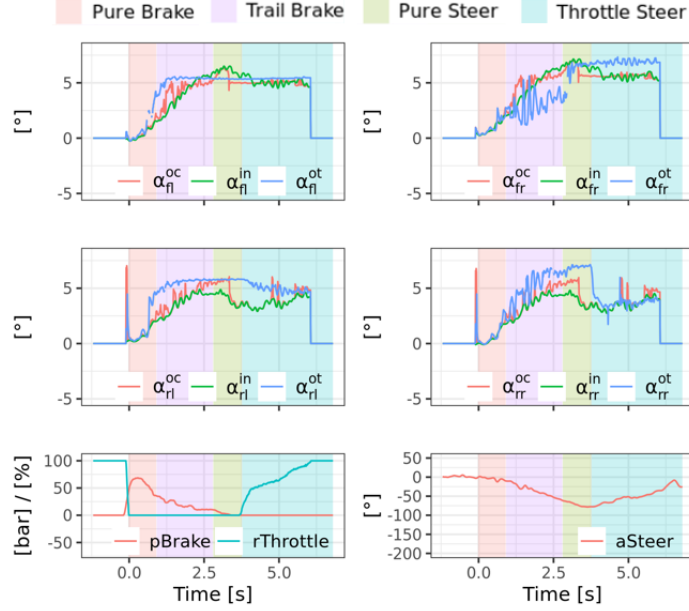 Pure Brake Trail Brake Pure Steer Throttle Steer
[°] 5 0 -5 α_fl^oc α_fl^in α_fl^ot
[°] 5 0 -5 α_fr^oc α_fr^in α_fr^ot
[°] 5 0 -5 α_rl^oc α_rl^in α_rl^ot
[°] 5 0 -5 α_rr^oc α_rr^in α_rr^ot
[bar] / [%] 100 50 0 -50 pBrake rThrottle
0.0 2.5 5.0
Time [s]
[°] 50 0 -50 -100 -150 -200 aSteer
0.0 2.5 5.0
Time [s]